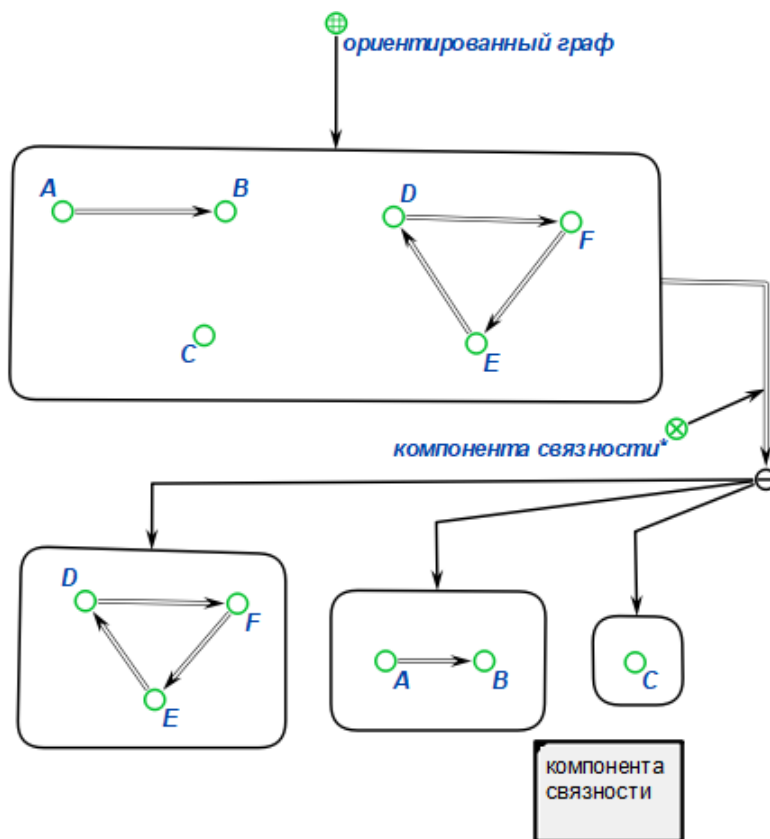 ориентированный граф
A
B
D
F
C
E
компонента связности*
D
F
E
A
B
C
компонента
связности